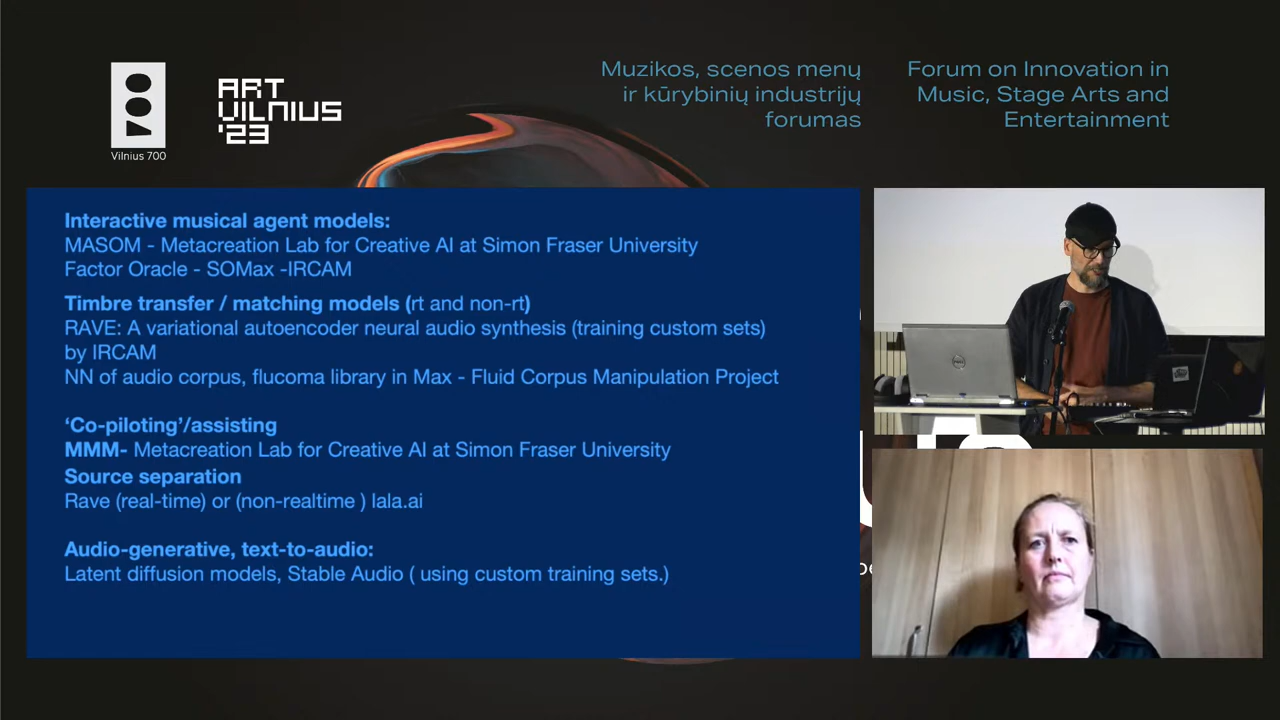 Vilnius 700
ART
VILNIUS
'23
Muzikos, scenos menų
ir kūrybinių industrijų
forumas
Forum on Innovation in
Music, Stage Arts and
Entertainment
Interactive musical agent models:
MASOM - Metacreation Lab for Creative AI at Simon Fraser University
Factor Oracle - SOMax -IRCAM
Timbre transfer / matching models (rt and non-rt)
RAVE: A variational autoencoder neural audio synthesis (training custom sets)
by IRCAM
NN of audio corpus, flucoma library in Max - Fluid Corpus Manipulation Project
‘Co-piloting’/assisting
MMM- Metacreation Lab for Creative AI at Simon Fraser University
Source separation
Rave (real-time) or (non-realtime ) lala.ai
Audio-generative, text-to-audio:
Latent diffusion models, Stable Audio ( using custom training sets.)
DELL